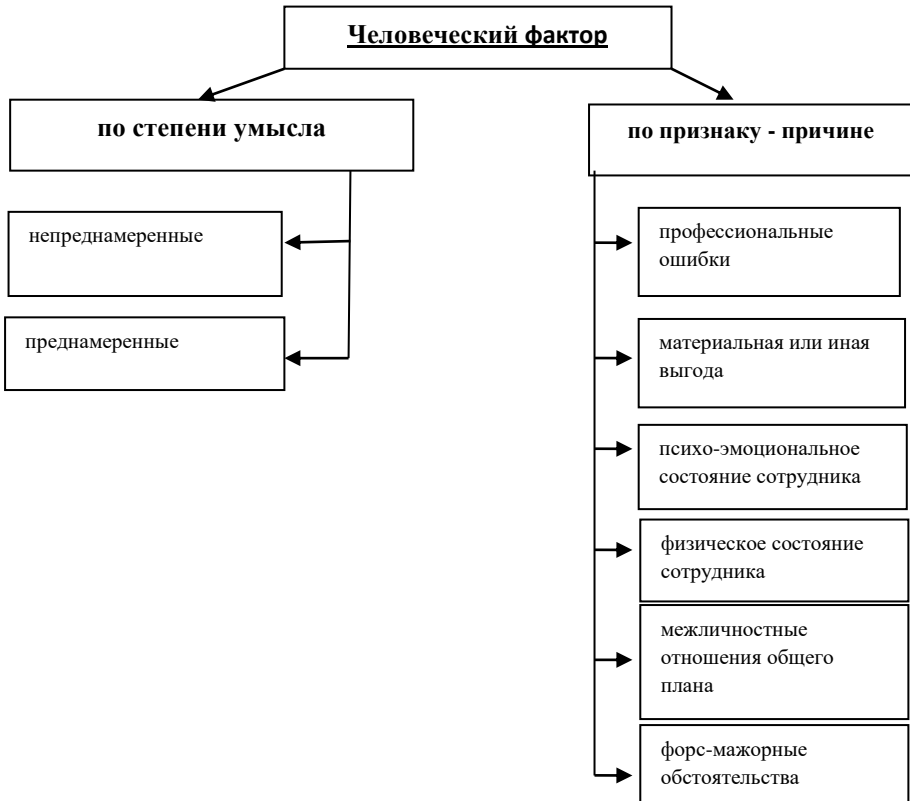 Человеческий фактор
по степени умысла
непреднамеренные
преднамеренные
по признаку - причине
профессиональные
ошибки
материальная или иная
выгода
психо-эмоциональное
состояние сотрудника
физическое состояние
сотрудника
межличностные
отношения общего
плана
форс-мажорные
обстоятельства